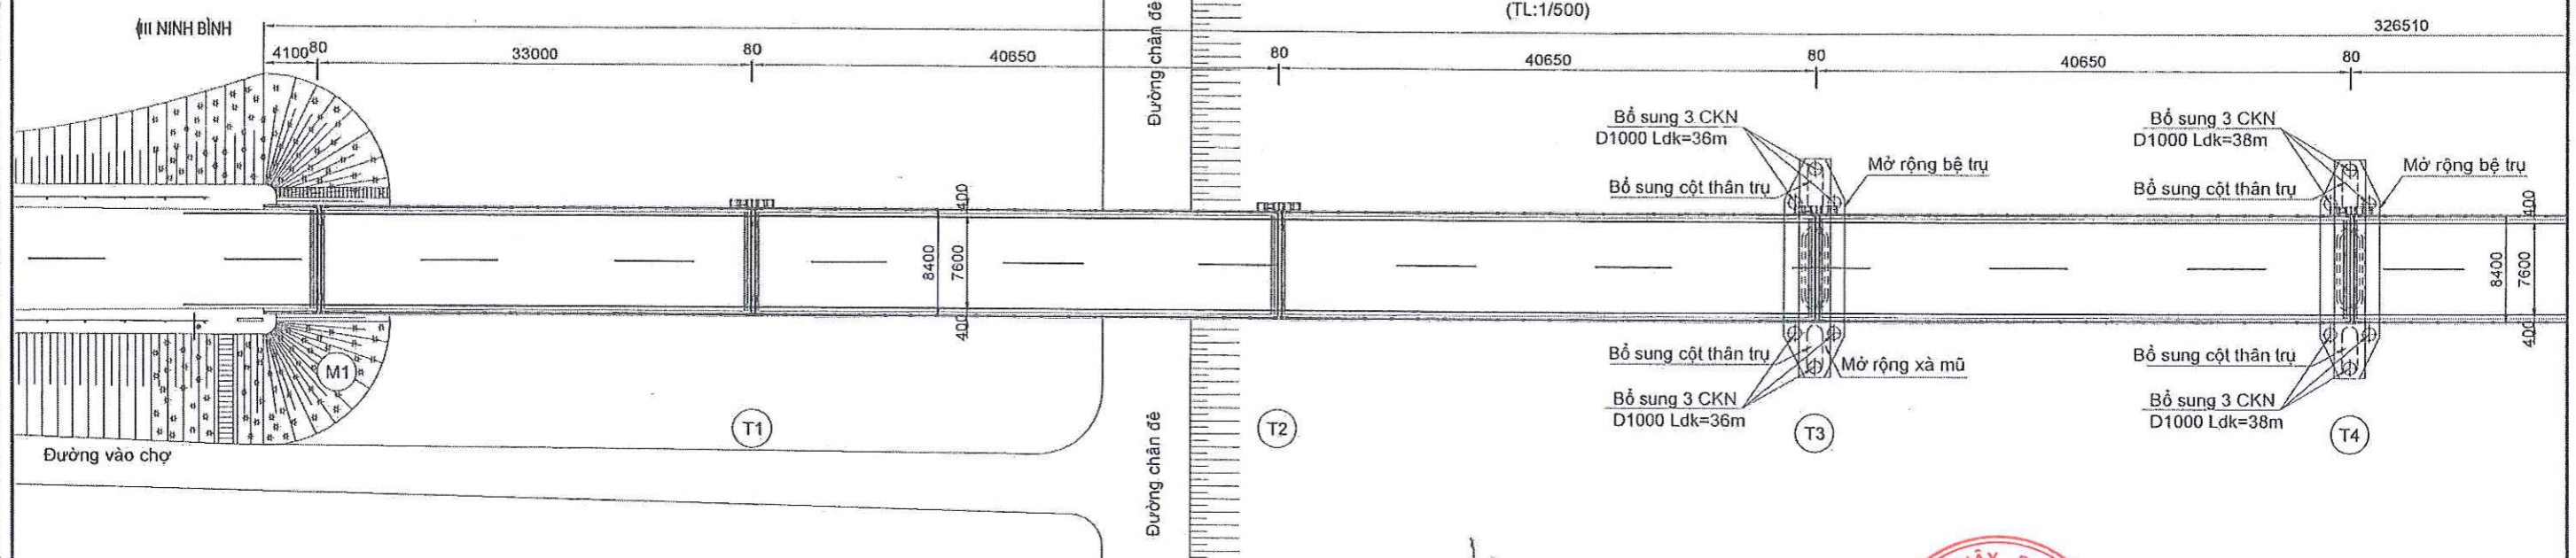 (TL:1/500)
NINH BÌNH
326510
4100
80
33000
80
40650
80
40650
80
40650
80
Đường chân đê
Bổ sung 3 CKN
D1000 Ldk=36m
Mở rộng bệ trụ
Bổ sung cột thân trụ
Bổ sung 3 CKN
D1000 Ldk=38m
Mở rộng bệ trụ
Bổ sung cột thân trụ
400
8400
7600
400
400
8400
7600
400
M1
Bổ sung cột thân trụ
Mở rộng xà mũ
Bổ sung 3 CKN
D1000 Ldk=36m
Bổ sung cột thân trụ
Bổ sung 3 CKN
D1000 Ldk=38m
T1
T2
T3
T4
Đường vào chợ
Đường chân đê